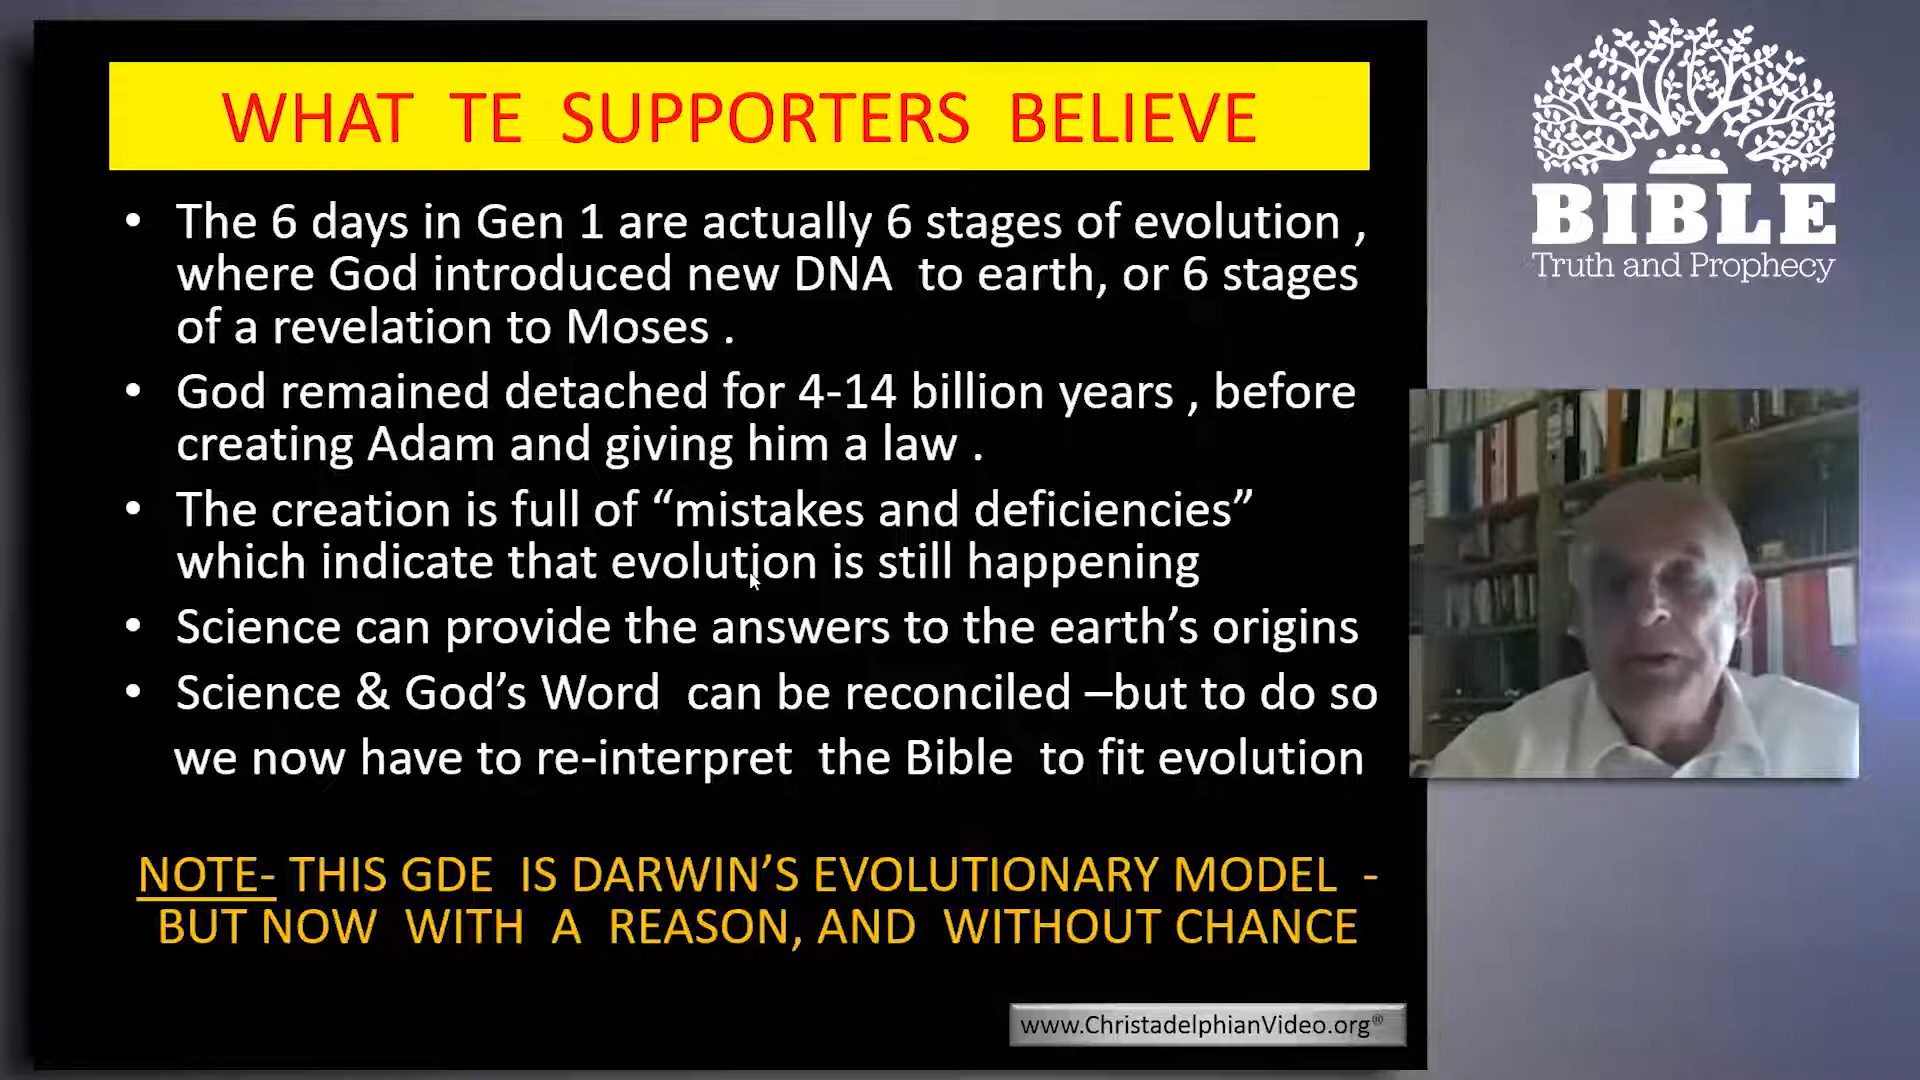 WHAT TE SUPPORTERS BELIEVE
• The 6 days in Gen 1 are actually 6 stages of evolution ,
where God introduced new DNA to earth, or 6 stages
of a revelation to Moses .
• God remained detached for 4-14 billion years , before
creating Adam and giving him a law .
• The creation is full of “mistakes and deficiencies”
which indicate that evolution is still happening
• Science can provide the answers to the earth’s origins
• Science & God’s Word can be reconciled –but to do so
we now have to re-interpret the Bible to fit evolution
NOTE- THIS GDE IS DARWIN’S EVOLUTIONARY MODEL -
BUT NOW WITH A REASON, AND WITHOUT CHANCE
www.ChristadelphianVideo.org®
BIBLE
Truth and Prophecy